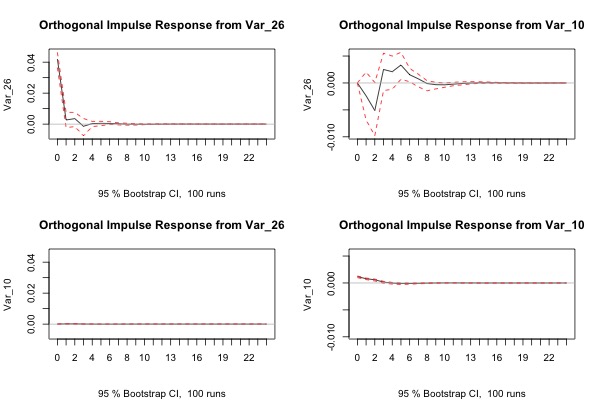 Orthogonal Impulse Response from Var_26
Var_26
0.04
0.02
0.00
0 2 4 6 8 10 13 16 19 22
95 % Bootstrap CI, 100 runs
Orthogonal Impulse Response from Var_10
Var_26
0.000
-0.010
0 2 4 6 8 10 13 16 19 22
95 % Bootstrap CI, 100 runs
Orthogonal Impulse Response from Var_26
Var_10
0.04
0.02
0.00
0 2 4 6 8 10 13 16 19 22
95 % Bootstrap CI, 100 runs
Orthogonal Impulse Response from Var_10
Var_10
0.000
-0.010
0 2 4 6 8 10 13 16 19 22
95 % Bootstrap CI, 100 runs